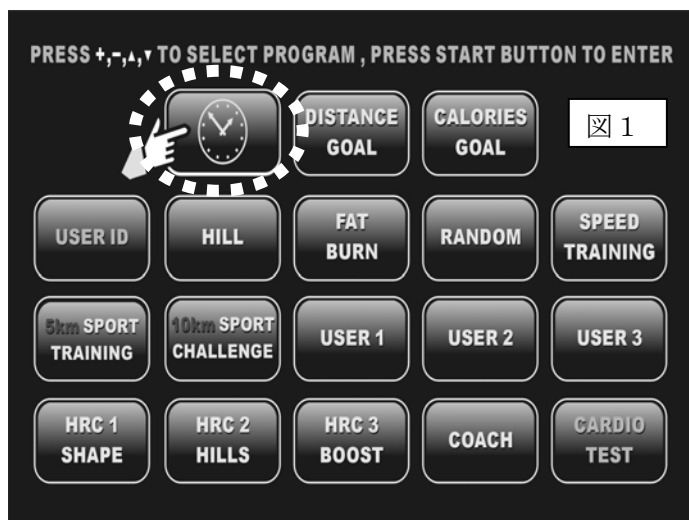 PRESS +,-,▲,▼ TO SELECT PROGRAM , PRESS START BUTTON TO ENTER
DISTANCE
GOAL
CALORIES
GOAL
図1
USER ID
HILL
FAT
BURN
RANDOM
SPEED
TRAINING
5km SPORT
TRAINING
10km SPORT
CHALLENGE
USER 1
USER 2
USER 3
HRC 1
SHAPE
HRC 2
HILLS
HRC 3
BOOST
COACH
CARDIO
TEST